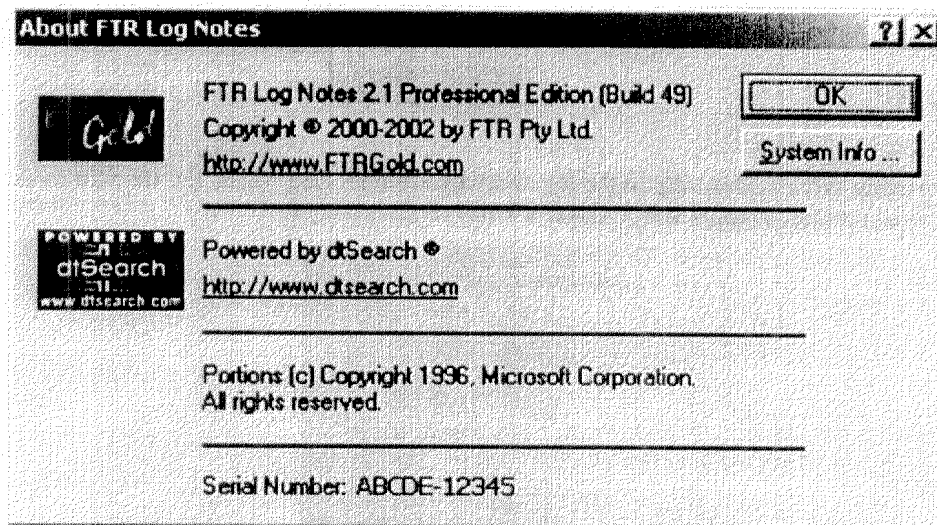 About FTR Log Notes
Gold
FTR Log Notes 2.1 Professional Edition (Build 49)
Copyright © 2000-2002 by FTR Pty Ltd.
http://www.FTRGold.com
OK
System Info ...
POWERED BY
dtSearch
www.dtsearch.com
Powered by dtSearch ®
http://www.dtsearch.com
Portions (c) Copyright 1996, Microsoft Corporation.
All rights reserved.
Serial Number: ABCDE-12345